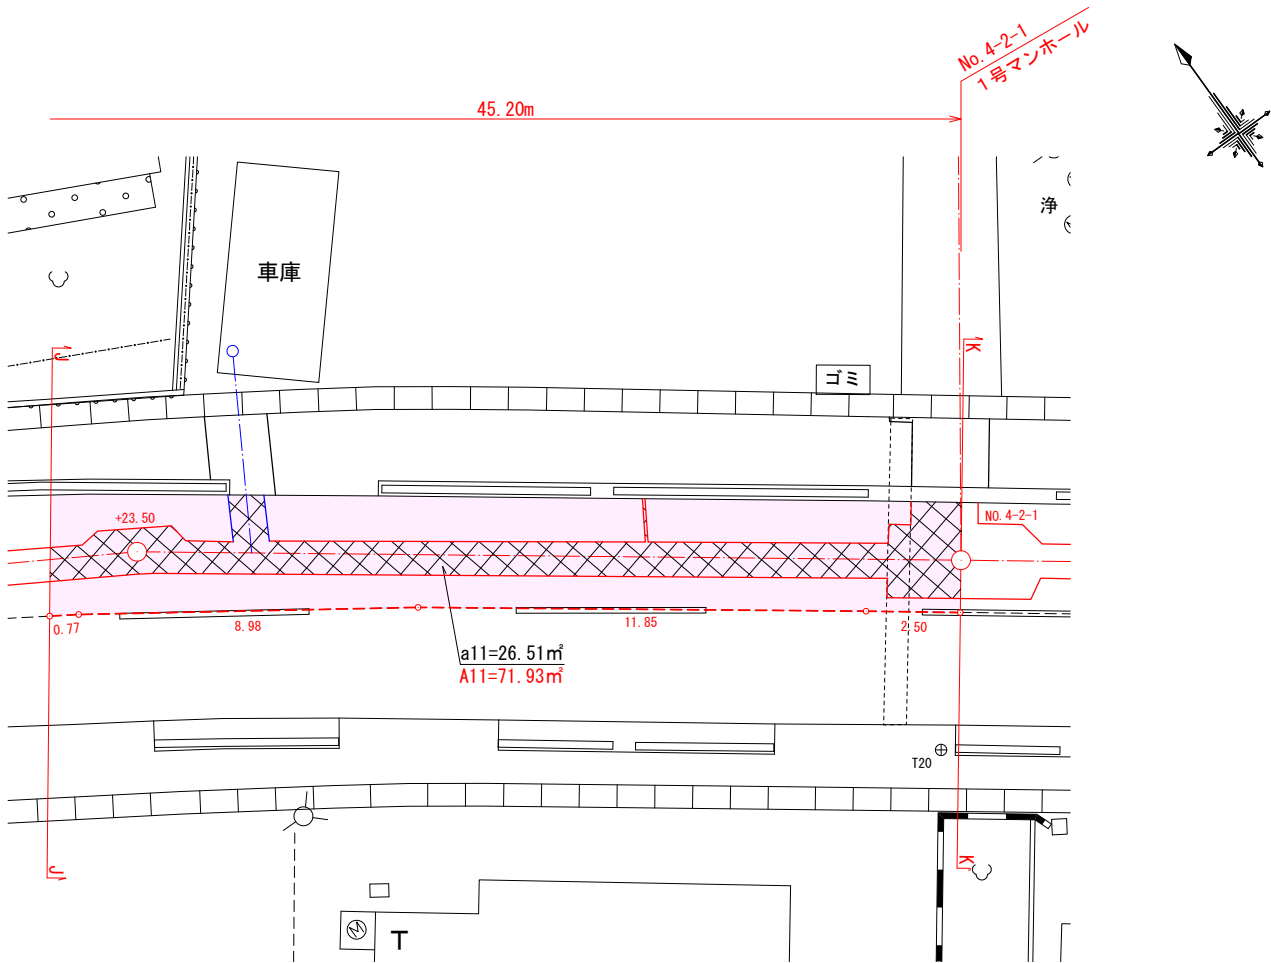 No.4-2-1
1号マンホール
45.20m
浄
車庫
J
K
ゴミ
+23.50
NO.4-2-1
0.77
8.98
11.85
2.50
a11=26.51㎡
A11=71.93㎡
T20
J
K
M
T